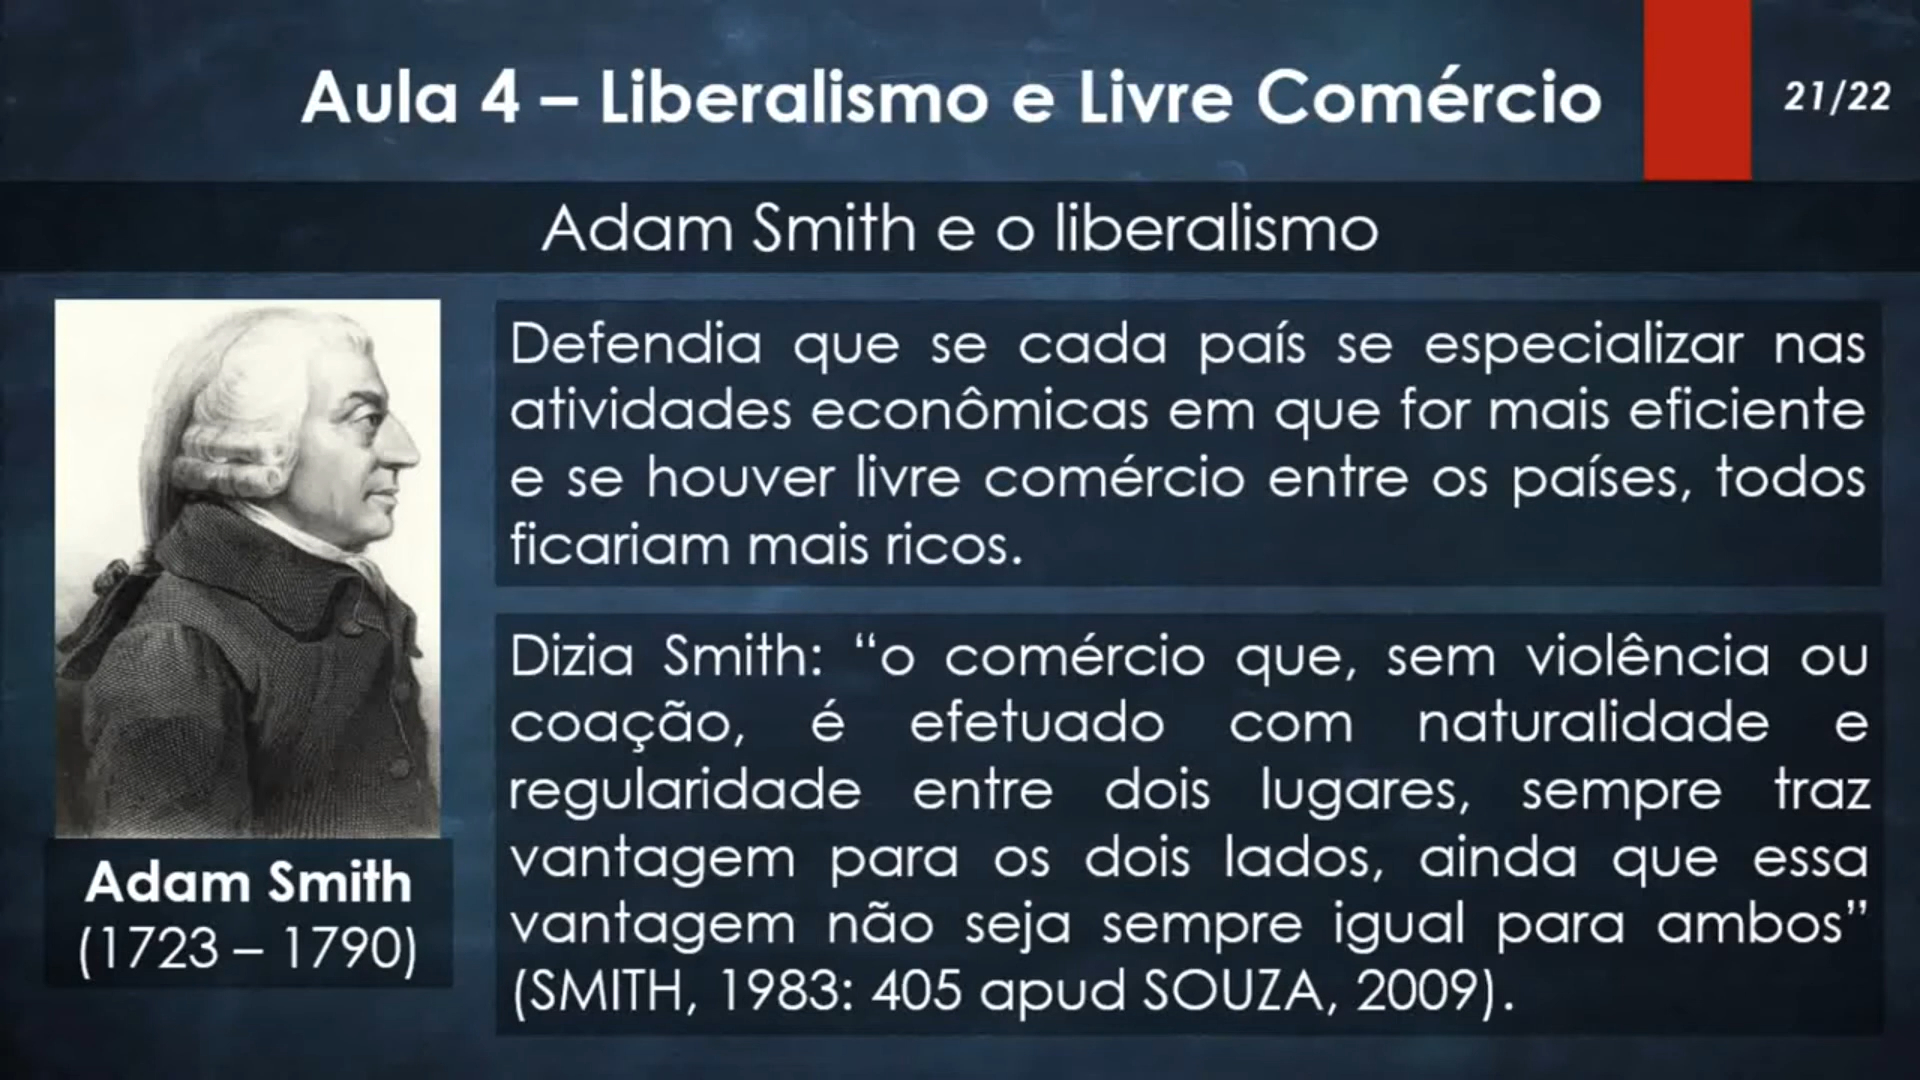 Aula 4 – Liberalismo e Livre Comércio
21/22
Adam Smith e o liberalismo
Defendia que se cada país se especializar nas
atividades econômicas em que for mais eficiente
e se houver livre comércio entre os países, todos
ficariam mais ricos.
Dizia Smith: “o comércio que, sem violência ou
coação, é efetuado com naturalidade e
regularidade entre dois lugares, sempre traz
vantagem para os dois lados, ainda que essa
vantagem não seja sempre igual para ambos”
(SMITH, 1983: 405 apud SOUZA, 2009).
Adam Smith
(1723 – 1790)